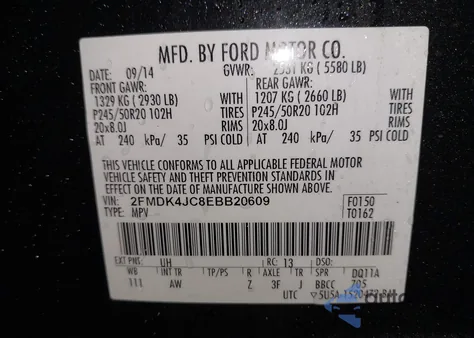 MFD. BY FORD MOTOR CO.
DATE: 09/14 GVWR: 2531 KG (5580 LB)
FRONT GAWR: REAR GAWR:
1329 KG (2930 LB) WITH 1207 KG (2660 LB) WITH
P245/50R20 102H TIRES P245/50R20 102H TIRES
20x8.0J RIMS 20x8.0J RIMS
AT 240 kPa/ 35 PSI COLD AT 240 kPa/ 35 PSI COLD
THIS VEHICLE CONFORMS TO ALL APPLICABLE FEDERAL MOTOR
VEHICLE SAFETY AND THEFT PREVENTION STANDARDS IN
EFFECT ON THE DATE OF MANUFACTURE SHOWN ABOVE.
VIN: 2FMDK4JC8EBB20609 F0150
TYPE: MPV T0162
EXT PNT: UH RC: 13 DSO:
WB INT TR TP/PS R AXLE TR SPR DQ11A
111 AW Z 3F J BBCC 705
UTC